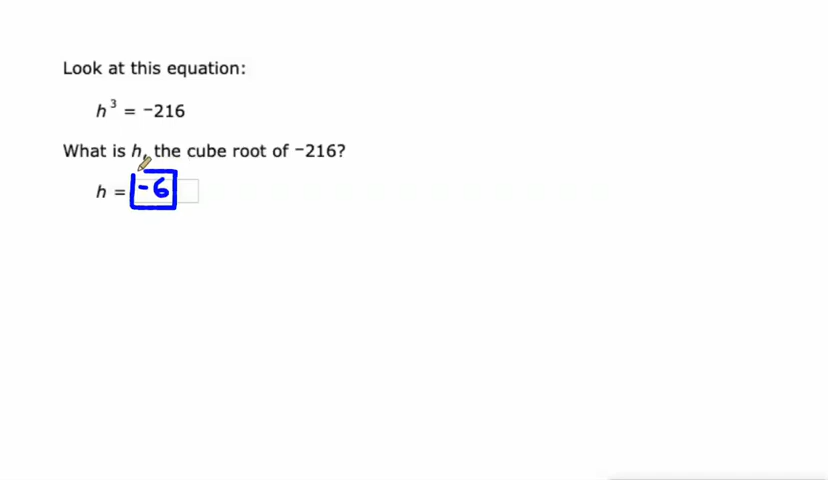 Look at this equation:
h³ = −216
What is h, the cube root of −216?
h = -6